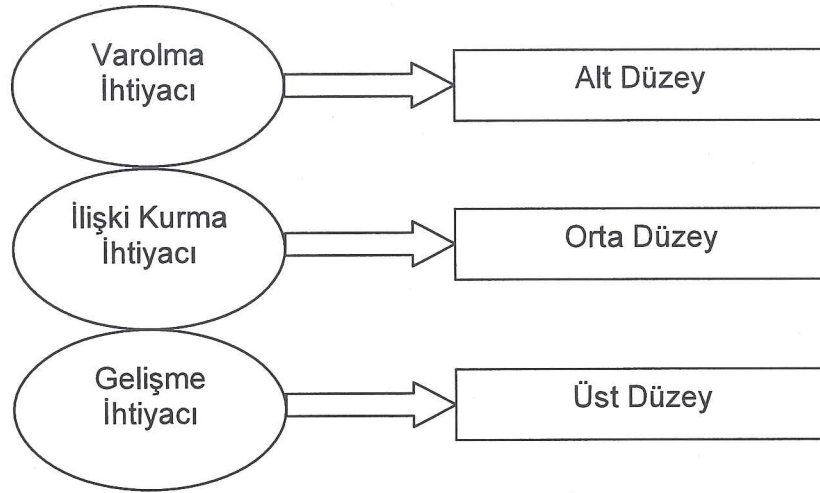 Varolma
İhtiyacı
Alt Düzey
İlişki Kurma
İhtiyacı
Orta Düzey
Gelişme
İhtiyacı
Üst Düzey